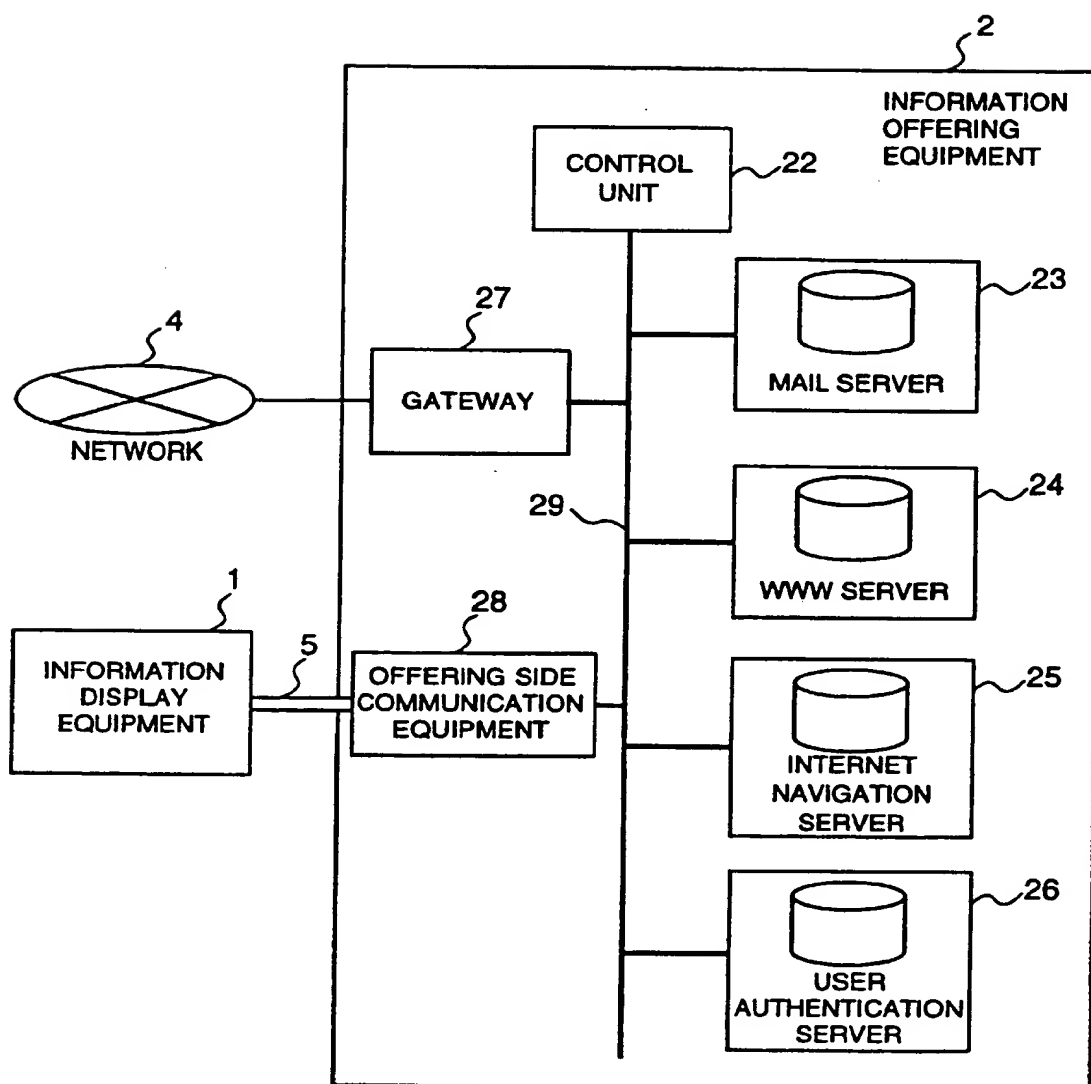 2
INFORMATION
OFFERING
EQUIPMENT
CONTROL
UNIT
22
23
MAIL SERVER
27
GATEWAY
4
NETWORK
24
WWW SERVER
29
1
INFORMATION
DISPLAY
EQUIPMENT
5
28
OFFERING SIDE
COMMUNICATION
EQUIPMENT
25
INTERNET
NAVIGATION
SERVER
26
USER
AUTHENTICATION
SERVER